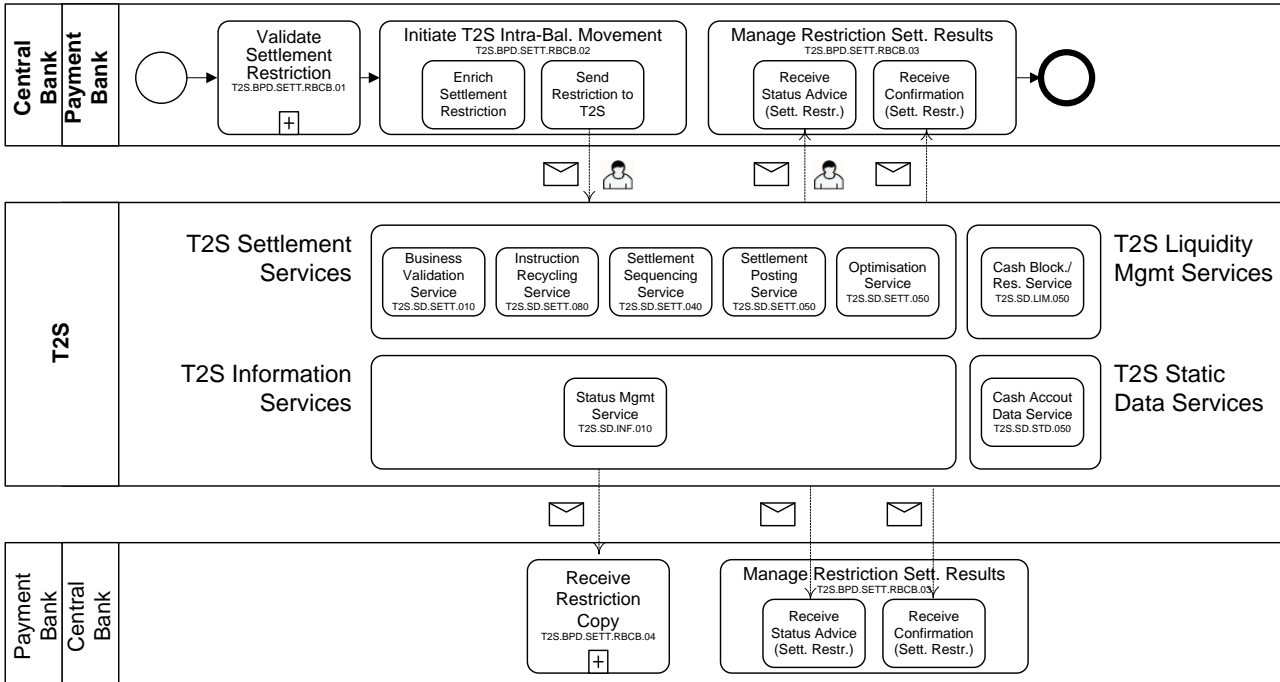 Central
Bank
Payment
Bank
Validate
Settlement
Restriction
T2S.BPD.SETT.RBCB.01
+
Initiate T2S Intra-Bal. Movement
T2S.BPD.SETT.RBCB.02
Enrich
Settlement
Restriction
Send
Restriction to
T2S
Manage Restriction Sett. Results
T2S.BPD.SETT.RBCB.03
Receive
Status Advice
(Sett. Restr.)
Receive
Confirmation
(Sett. Restr.)
T2S
T2S Settlement
Services
Business
Validation
Service
T2S.SD.SETT.010
Instruction
Recycling
Service
T2S.SD.SETT.080
Settlement
Sequencing
Service
T2S.SD.SETT.040
Settlement
Posting
Service
T2S.SD.SETT.050
Optimisation
Service
T2S.SD.SETT.050
Cash Block./
Res. Service
T2S.SD.LIM.050
T2S Liquidity
Mgmt Services
T2S Information
Services
Status Mgmt
Service
T2S.SD.INF.010
Cash Accout
Data Service
T2S.SD.STD.050
T2S Static
Data Services
Payment
Bank
Central
Bank
Receive
Restriction
Copy
T2S.BPD.SETT.RBCB.04
+
Manage Restriction Sett. Results
T2S.BPD.SETT.RBCB.03
Receive
Status Advice
(Sett. Restr.)
Receive
Confirmation
(Sett. Restr.)